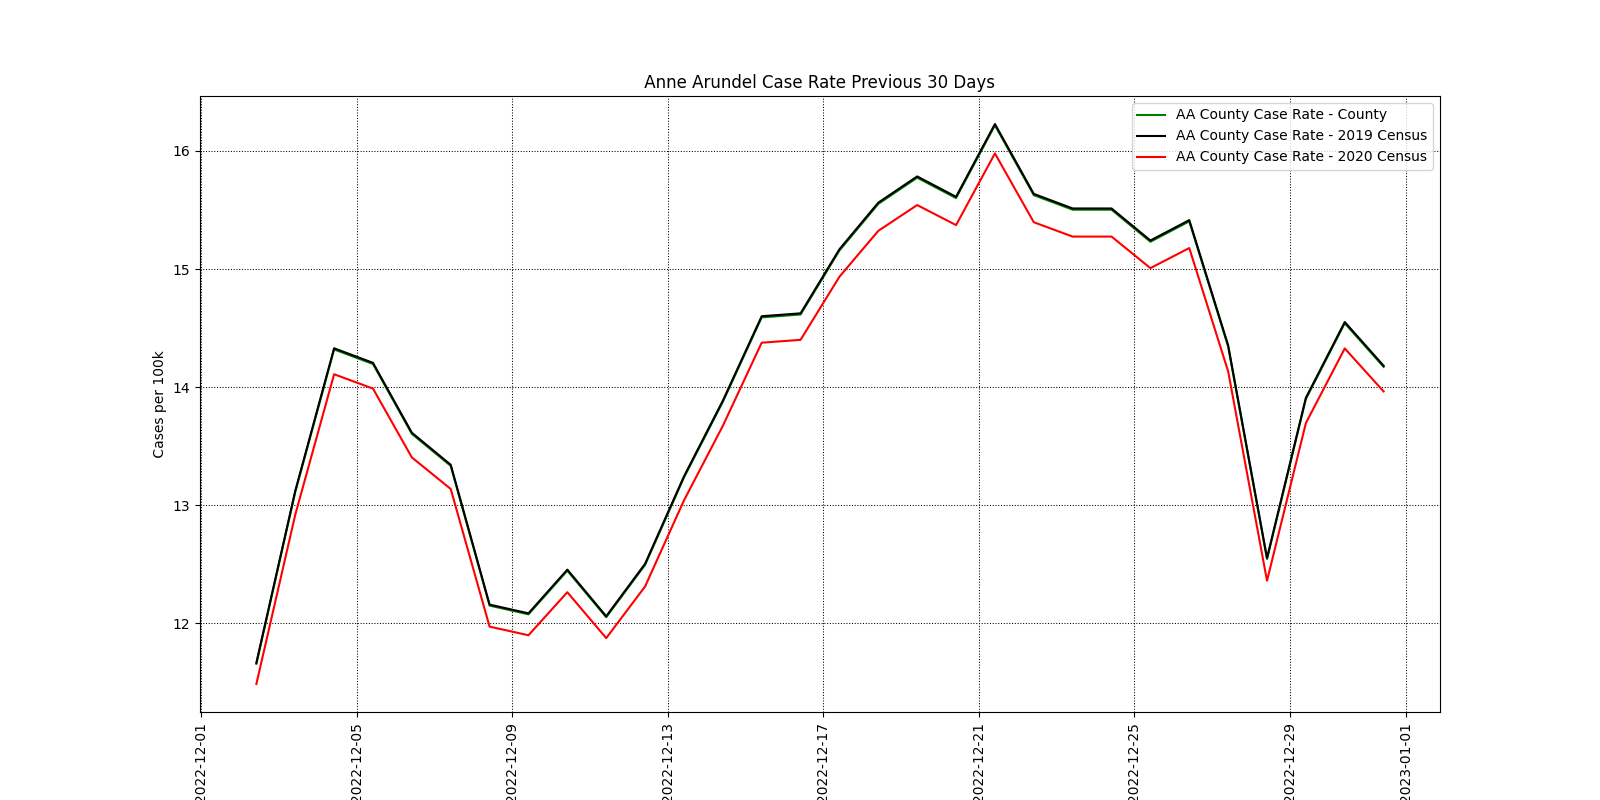 Anne Arundel Case Rate Previous 30 Days
AA County Case Rate - County
AA County Case Rate - 2019 Census
AA County Case Rate - 2020 Census
Cases per 100k
16
15
14
13
12
2022-12-01
2022-12-05
2022-12-09
2022-12-13
2022-12-17
2022-12-21
2022-12-25
2022-12-29
2023-01-01